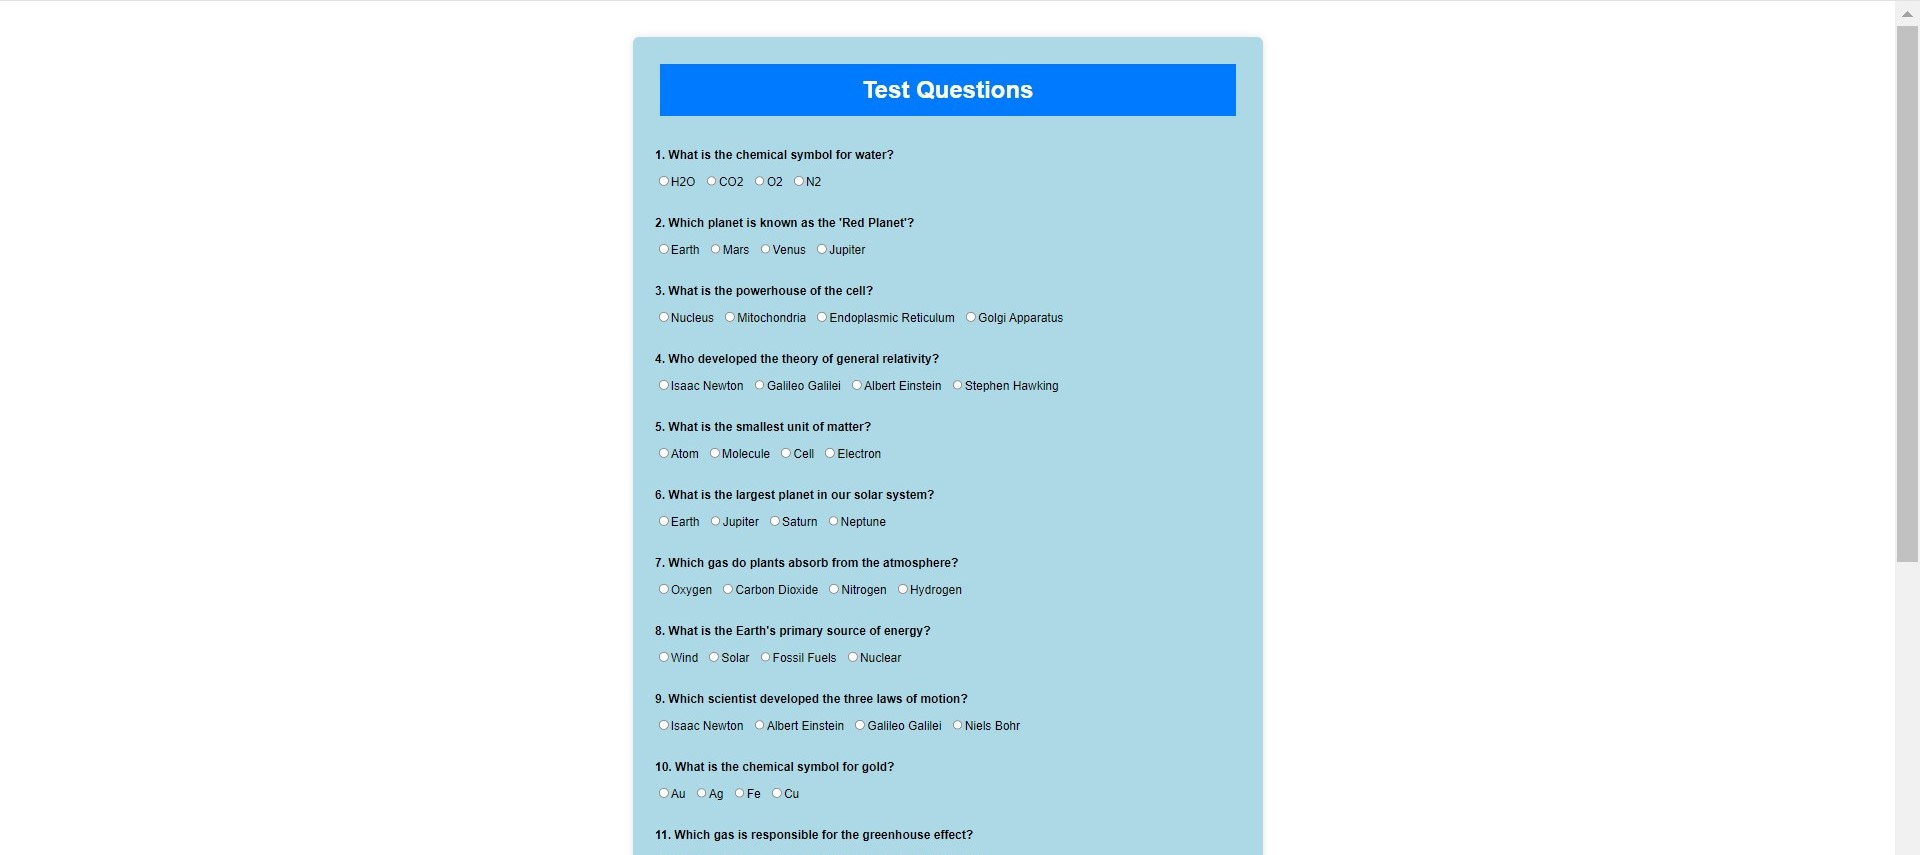 Test Questions
1. What is the chemical symbol for water?
H2O CO2 O2 N2
2. Which planet is known as the 'Red Planet'?
Earth Mars Venus Jupiter
3. What is the powerhouse of the cell?
Nucleus Mitochondria Endoplasmic Reticulum Golgi Apparatus
4. Who developed the theory of general relativity?
Isaac Newton Galileo Galilei Albert Einstein Stephen Hawking
5. What is the smallest unit of matter?
Atom Molecule Cell Electron
6. What is the largest planet in our solar system?
Earth Jupiter Saturn Neptune
7. Which gas do plants absorb from the atmosphere?
Oxygen Carbon Dioxide Nitrogen Hydrogen
8. What is the Earth's primary source of energy?
Wind Solar Fossil Fuels Nuclear
9. Which scientist developed the three laws of motion?
Isaac Newton Albert Einstein Galileo Galilei Niels Bohr
10. What is the chemical symbol for gold?
Au Ag Fe Cu
11. Which gas is responsible for the greenhouse effect?